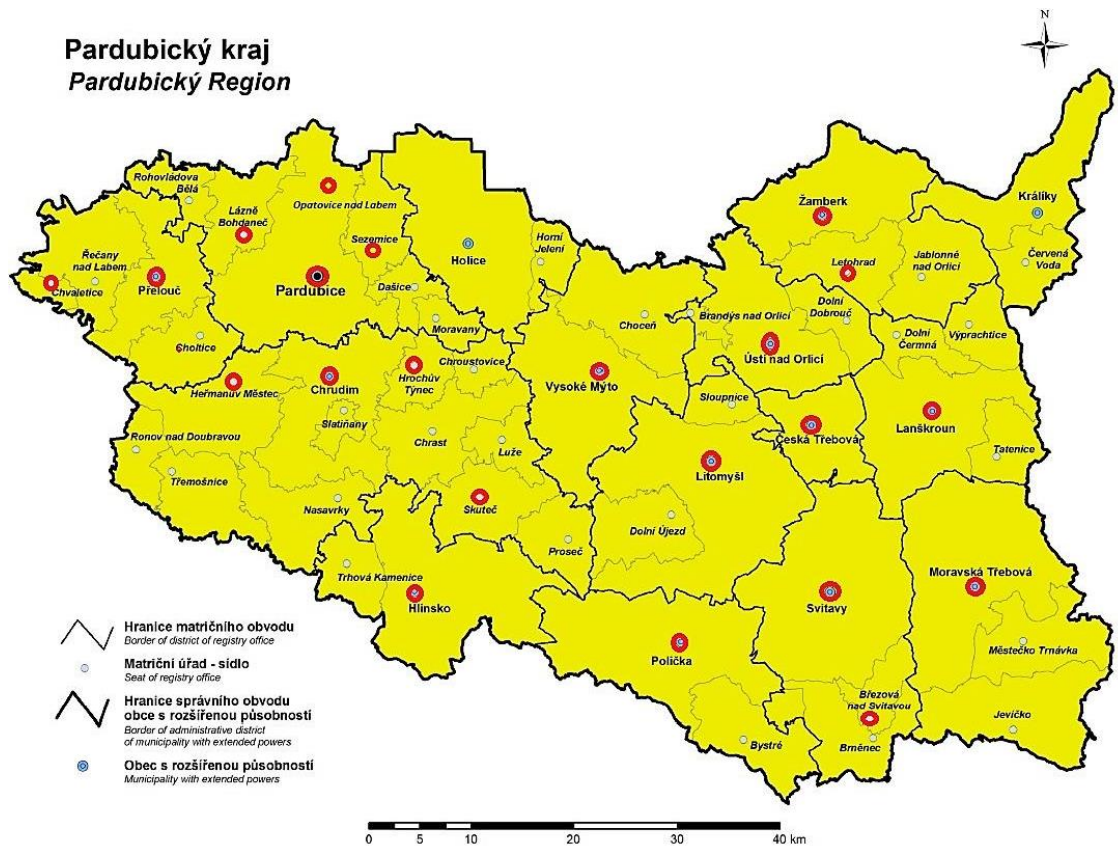 Pardubický kraj
Pardubický Region
N
Rohovládova
Bělá
Lázně
Bohdaneč
Opatovice nad Labem
Sezemice
Holice
Horní
Jelení
Žamberk
Králíky
Řečany
nad Labem
Chvaletice
Přelouč
Pardubice
Dašice
Moravany
Letohrad
Jablonné
nad Orlicí
Červená
Voda
Choceň
Brandýs nad Orlicí
Dolní
Dobrouč
Dolní
Čermná
Výprachtice
Choltice
Heřmanův Městec
Chrudim
Hrochův
Týnec
Chroustovice
Vysoké Mýto
Ústí nad Orlicí
Slatiňany
Chrast
Luže
Sloupnice
Česká Třebová
Lanškroun
Tatenice
Ronov nad Doubravou
Třemošnice
Litomyšl
Nasavrky
Skuteč
Proseč
Dolní Újezd
Trhová Kamenice
Hlinsko
Svitavy
Moravská Třebová
Městečko Trnávka
Polička
Březová
nad Svitavou
Bystré
Brněnec
Jevíčko
Hranice matričního obvodu
Border of district of registry office
Matriční úřad - sídlo
Seat of registry office
Hranice správního obvodu
obce s rozšířenou působností
Border of administrative district
of municipality with extended powers
Obec s rozšířenou působností
Municipality with extended powers
0 5 10 20 30 40 km